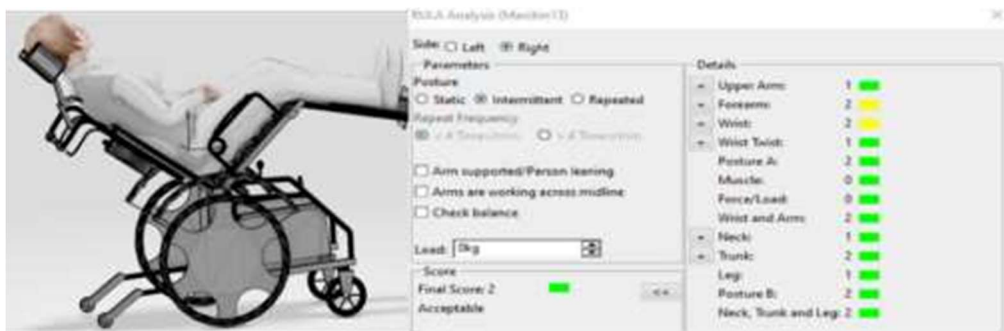 RULA Analysis (Manikin13)
Side: Left Right
Parameters
Posture
Static Intermittent Repeated
Repeat Frequency
Arm supported/Person leaning
Arms are working across midline
Check balance
Load: 0kg
Score
Final Score: 2
<<
Acceptable
Details
Upper Arm: 1
Forearm: 2
Wrist: 2
Wrist Twist: 1
Posture A: 2
Muscle: 0
Force/Load: 0
Wrist and Arm: 2
Neck: 1
Trunk: 2
Leg: 1
Posture B: 2
Neck, Trunk and Leg: 2